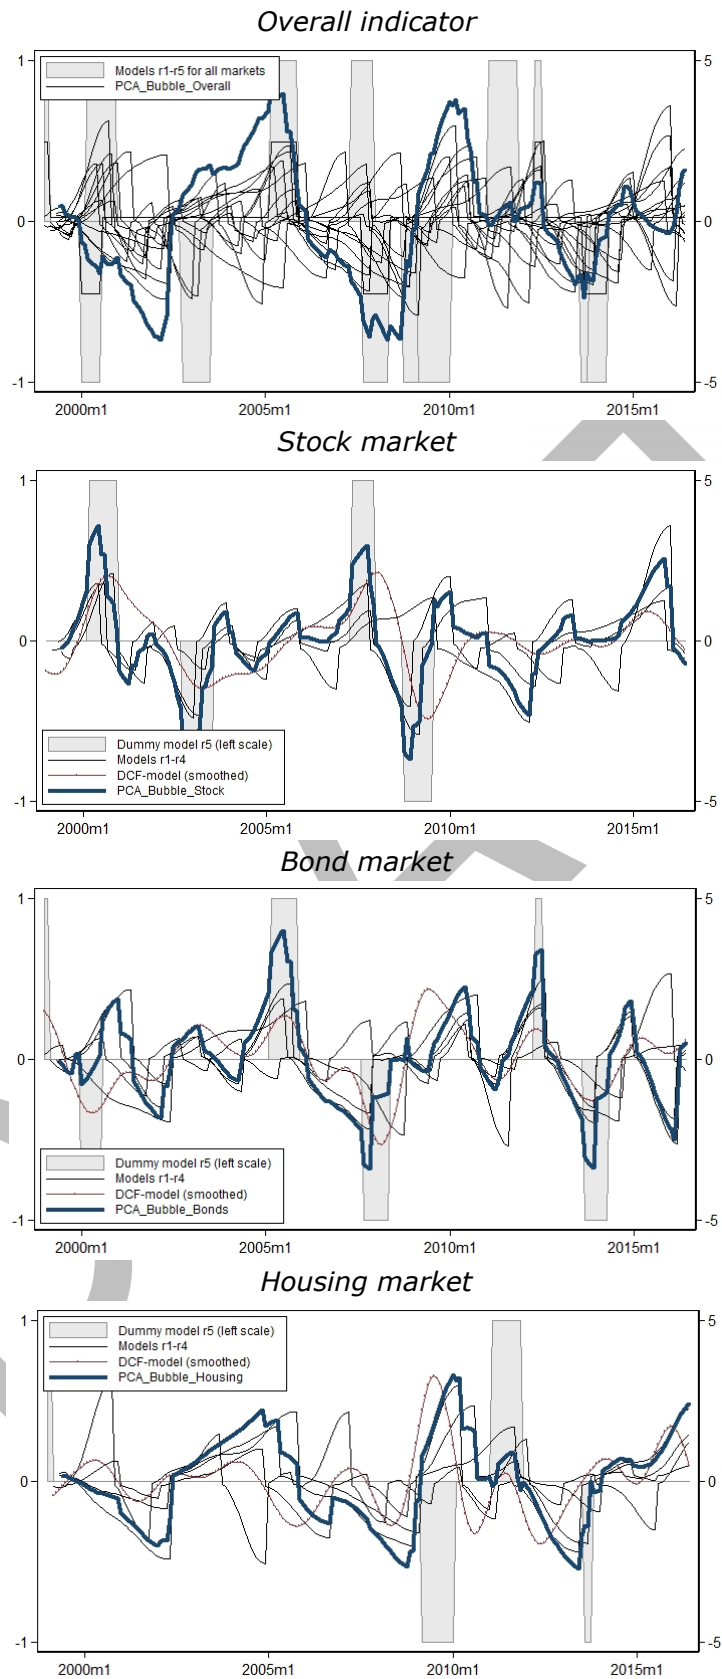 Overall indicator
1
5
Models r1-r5 for all markets
PCA_Bubble_Overall
0
0
-1
-5
2000m1
2005m1
2010m1
2015m1
Stock market
1
5
0
0
Dummy model r5 (left scale)
Models r1-r4
DCF-model (smoothed)
PCA_Bubble_Stock
-1
-5
2000m1
2005m1
2010m1
2015m1
Bond market
1
5
0
0
Dummy model r5 (left scale)
Models r1-r4
DCF-model (smoothed)
PCA_Bubble_Bonds
-1
-5
2000m1
2005m1
2010m1
2015m1
Housing market
1
5
Dummy model r5 (left scale)
Models r1-r4
DCF-model (smoothed)
PCA_Bubble_Housing
0
0
-1
-5
2000m1
2005m1
2010m1
2015m1